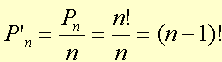 P'ₙ = Pₙ/n = n!/n = (n−1)!